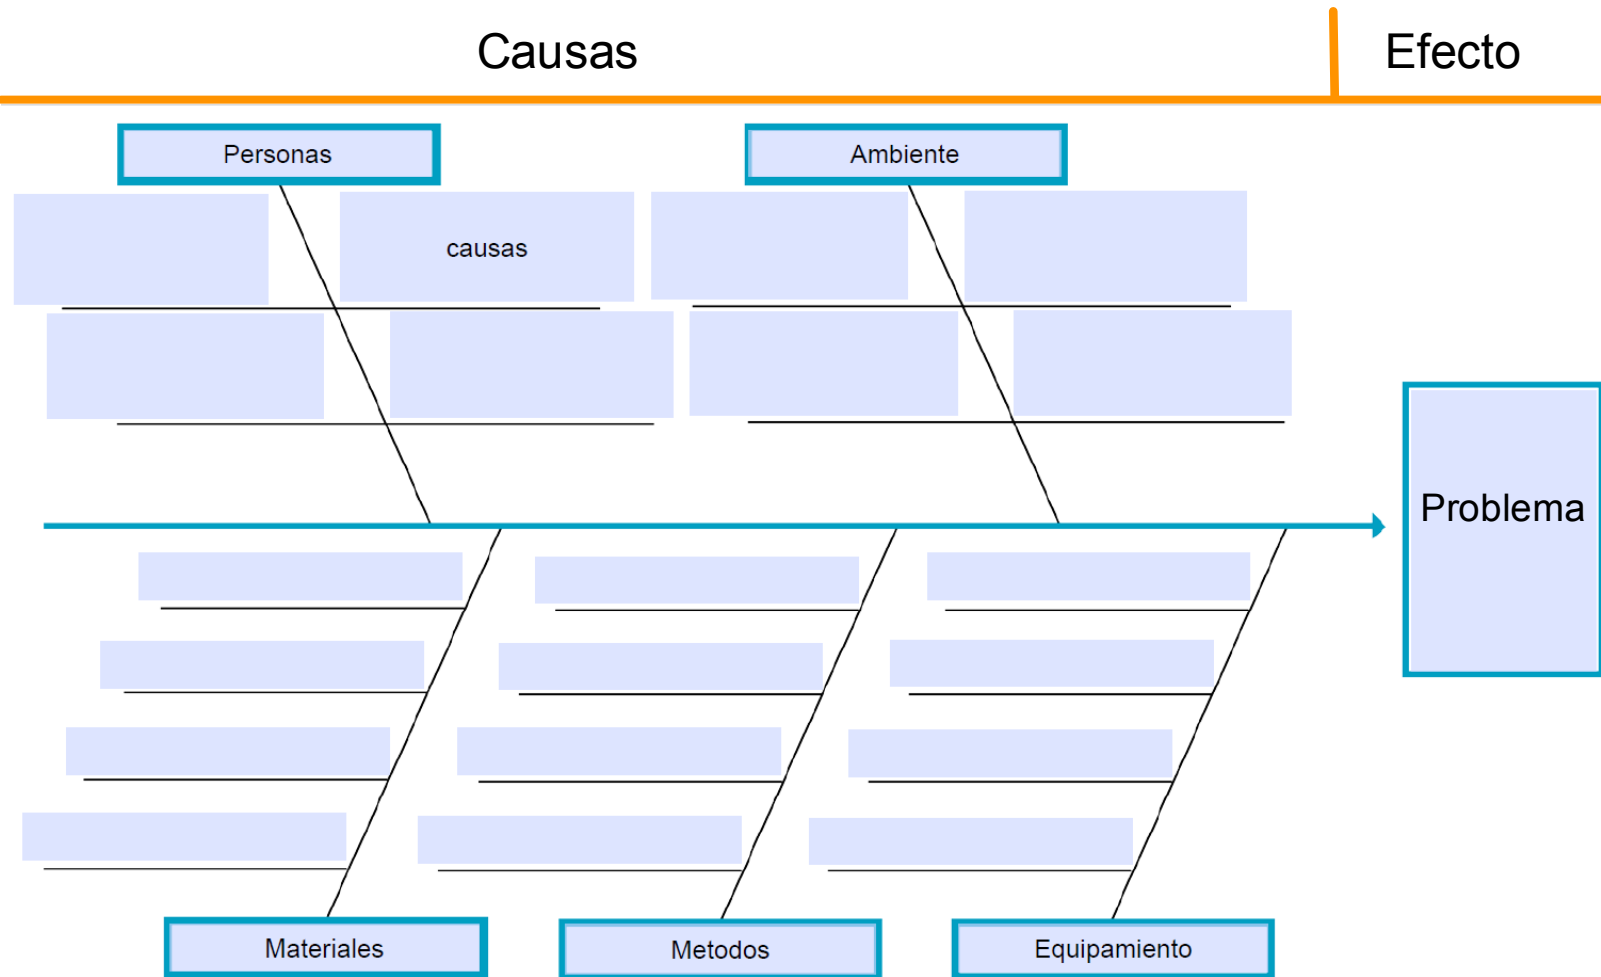 Causas
Efecto
Personas
Ambiente
causas
Problema
Materiales
Metodos
Equipamiento